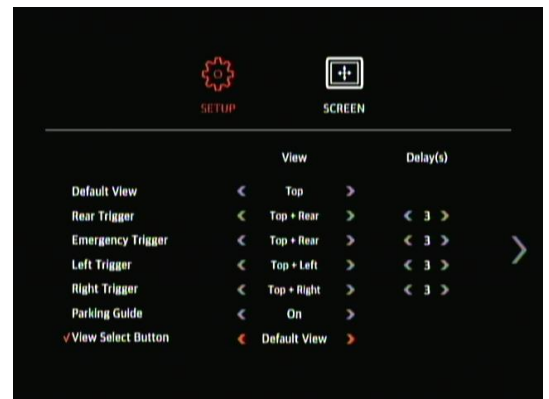 SETUP SCREEN
View Delay(s)
Default View < Top >
Rear Trigger < Top + Rear > < 3 >
Emergency Trigger < Top + Rear > < 3 >
Left Trigger < Top + Left > < 3 >
Right Trigger < Top + Right > < 3 >
Parking Guide < On >
√View Select Button < Default View >